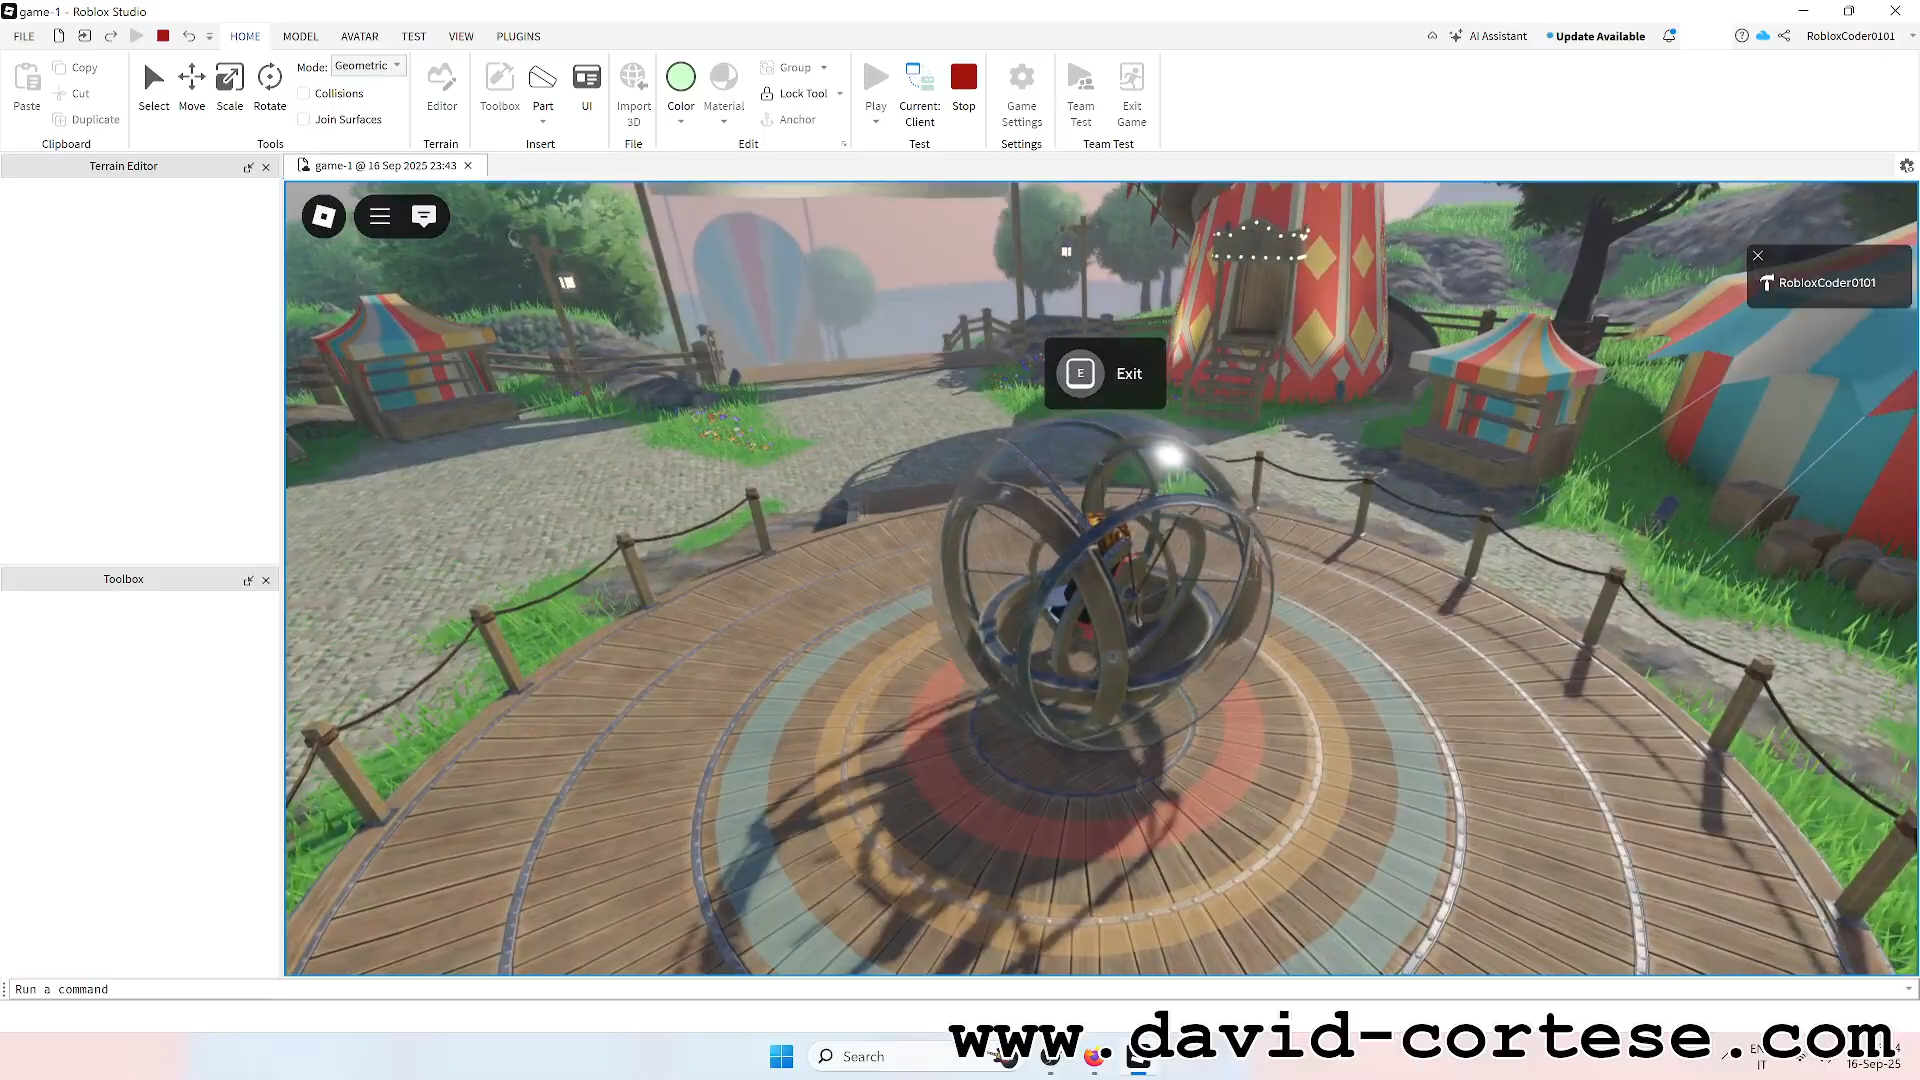 game-1 - Roblox Studio
FILE HOME MODEL AVATAR TEST VIEW PLUGINS AI Assistant Update Available RobloxCoder0101
Paste Copy Cut Duplicate Clipboard
Select Move Scale Rotate Mode: Geometric Collisions Join Surfaces Tools
Editor Terrain
Toolbox Part UI Insert
Import 3D File
Color Material Group Lock Tool Anchor Edit
Play Current: Client Stop Test
Game Settings Settings
Team Test Exit Game Team Test
Terrain Editor
game-1 @ 16 Sep 2025 23:43
RobloxCoder0101
E Exit
Toolbox
Run a command
Search
www.david-cortese.com
IT 16-Sep-25